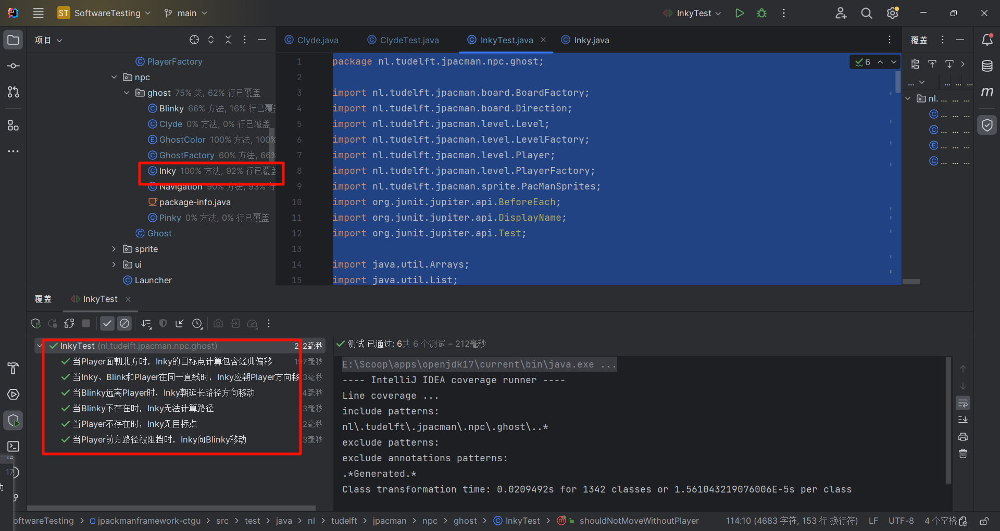 ST SoftwareTesting main InkyTest
项目
Clyde.java ClydeTest.java InkyTest.java Inky.java
覆盖
PlayerFactory
npc
ghost 75% 类, 62% 行已覆盖
Blinky 66% 方法, 16% 行已覆盖
Clyde 0% 方法, 0% 行已覆盖
GhostColor 100% 方法, 100%
GhostFactory 60% 方法, 66%
Inky 100% 方法, 92% 行已覆盖
Navigation 90% 方法, 93% 行
package-info.java
Pinky 0% 方法, 0% 行已覆盖
Ghost
sprite
ui
Launcher
1 package nl.tudelft.jpacman.npc.ghost;
2
3 import nl.tudelft.jpacman.board.BoardFactory;
4 import nl.tudelft.jpacman.board.Direction;
5 import nl.tudelft.jpacman.level.Level;
6 import nl.tudelft.jpacman.level.LevelFactory;
7 import nl.tudelft.jpacman.level.Player;
8 import nl.tudelft.jpacman.level.PlayerFactory;
9 import nl.tudelft.jpacman.sprite.PacManSprites;
10 import org.junit.jupiter.api.BeforeEach;
11 import org.junit.jupiter.api.DisplayName;
12 import org.junit.jupiter.api.Test;
13
14 import java.util.Arrays;
15 import java.util.List;
6
... ... ... ...
nl. ... ... ...
... ... ...
... ... ...
... ... ...
... ... ...
覆盖 InkyTest
InkyTest (nl.tudelft.jpacman.npc.ghost) 212毫秒
当Player面朝北方时，Inky的目标点计算包含经典偏移 197毫秒
当Inky、Blink和Player在同一直线时，Inky应朝Player方向移 3毫秒
当Blinky远离Player时，Inky朝延长路径方向移动 4毫秒
当Blinky不存在时，Inky无法计算路径 3毫秒
当Player不存在时，Inky无目标点 2毫秒
当Player前方路径被阻挡时，Inky向Blinky移动 3毫秒
测试 已通过: 6共 6 个测试 – 212毫秒
E:\Scoop\apps\openjdk17\current\bin\java.exe ...
---- IntelliJ IDEA coverage runner ----
Line coverage ...
include patterns:
nl\.tudelft\.jpacman\.npc\.ghost\..*
exclude patterns:
exclude annotations patterns:
.*Generated.*
Class transformation time: 0.0209492s for 1342 classes or 1.561043219076006E-5s per class
17
oftwareTesting > jpackmanframework-ctgu > src > test > java > nl > tudelft > jpacman > npc > ghost > InkyTest > shouldNotMoveWithoutPlayer 114:10 (4683 字符, 153 行 换行符) LF UTF-8 4 个空格